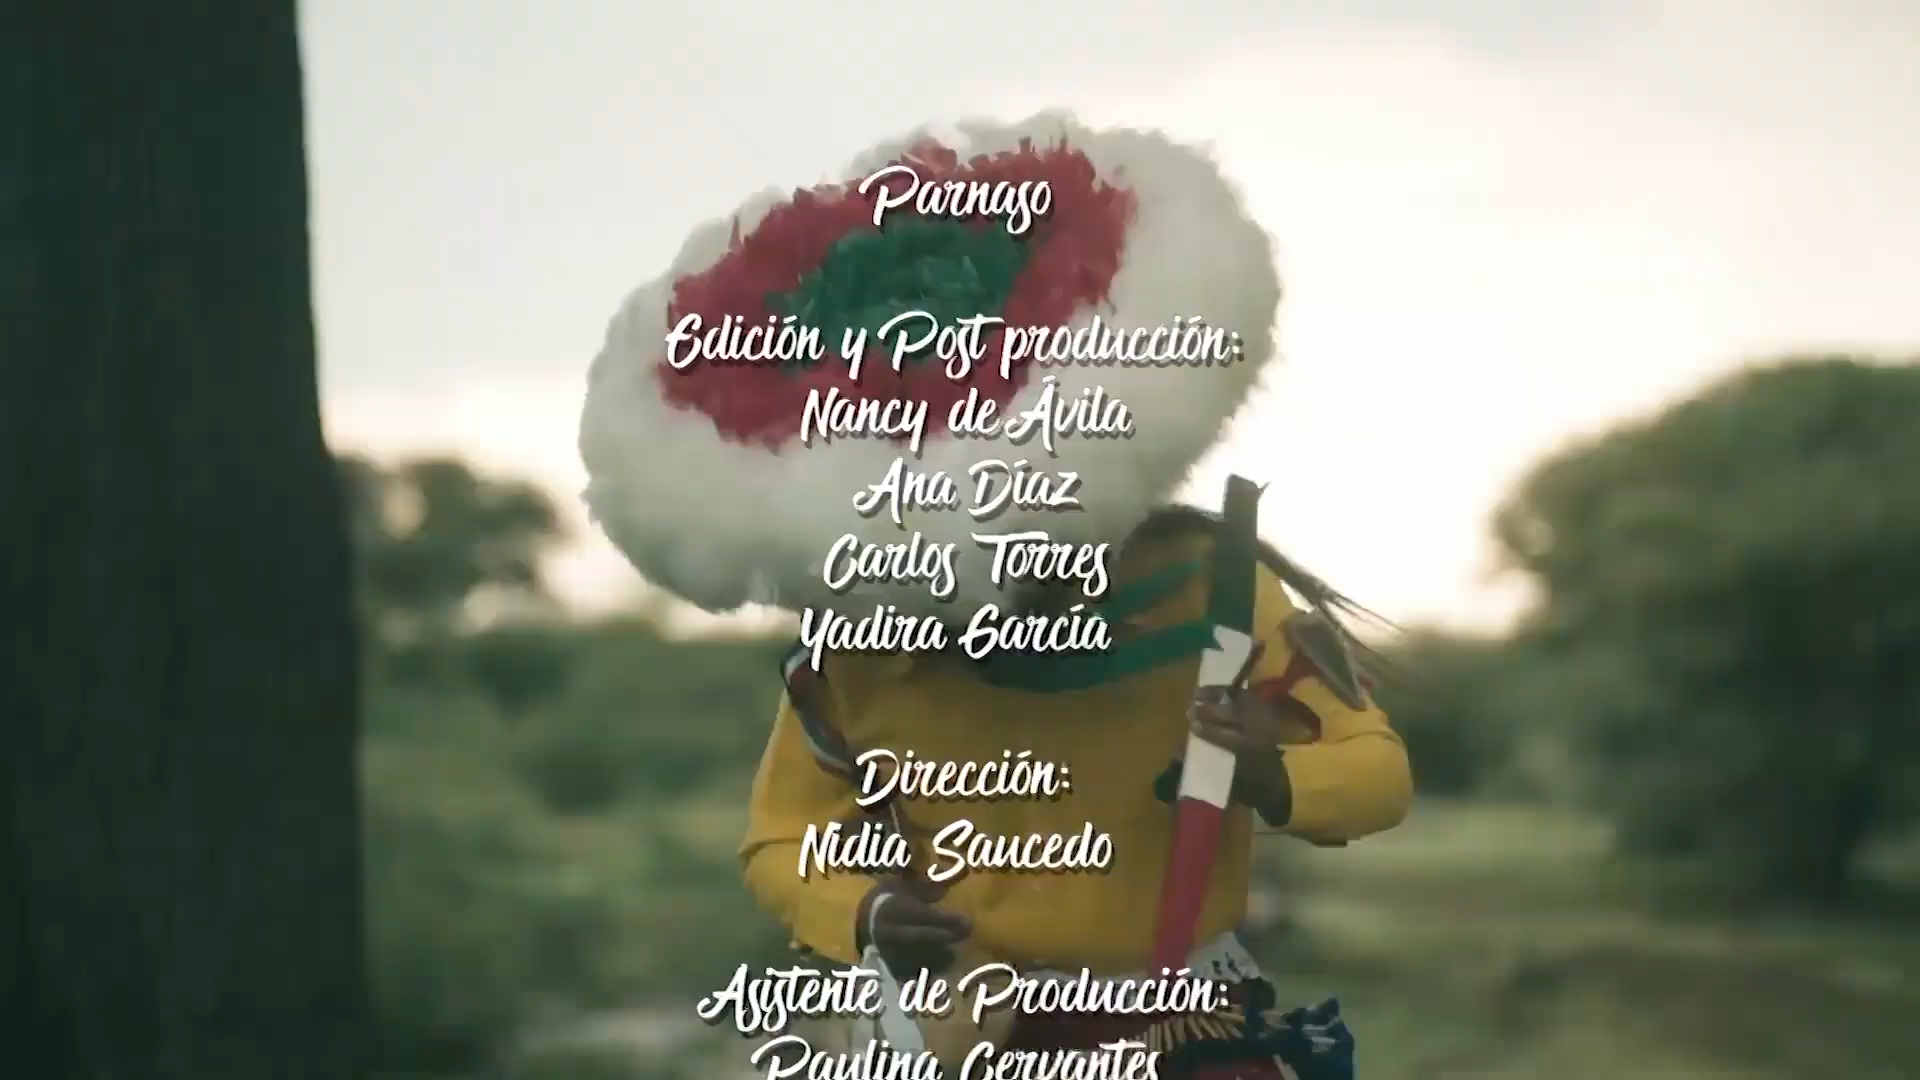 Parnaso
Edición y Post producción:
Nancy de Ávila
Ana Díaz
Carlos Torres
Yadira García
Dirección:
Nidia Saucedo
Asistente de Producción:
Paulina Cervantes